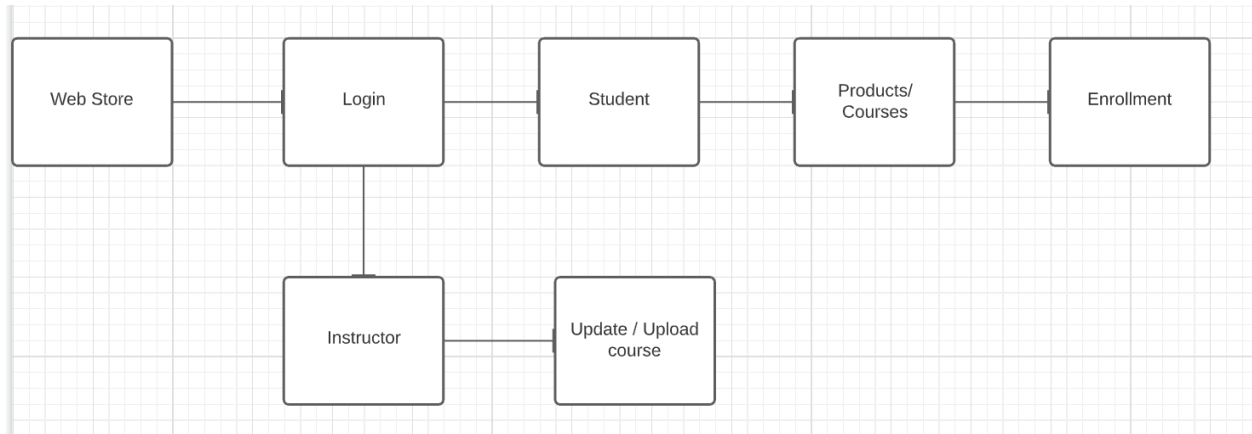 Web Store
Login
Student
Products/
Courses
Enrollment
Instructor
Update / Upload
course